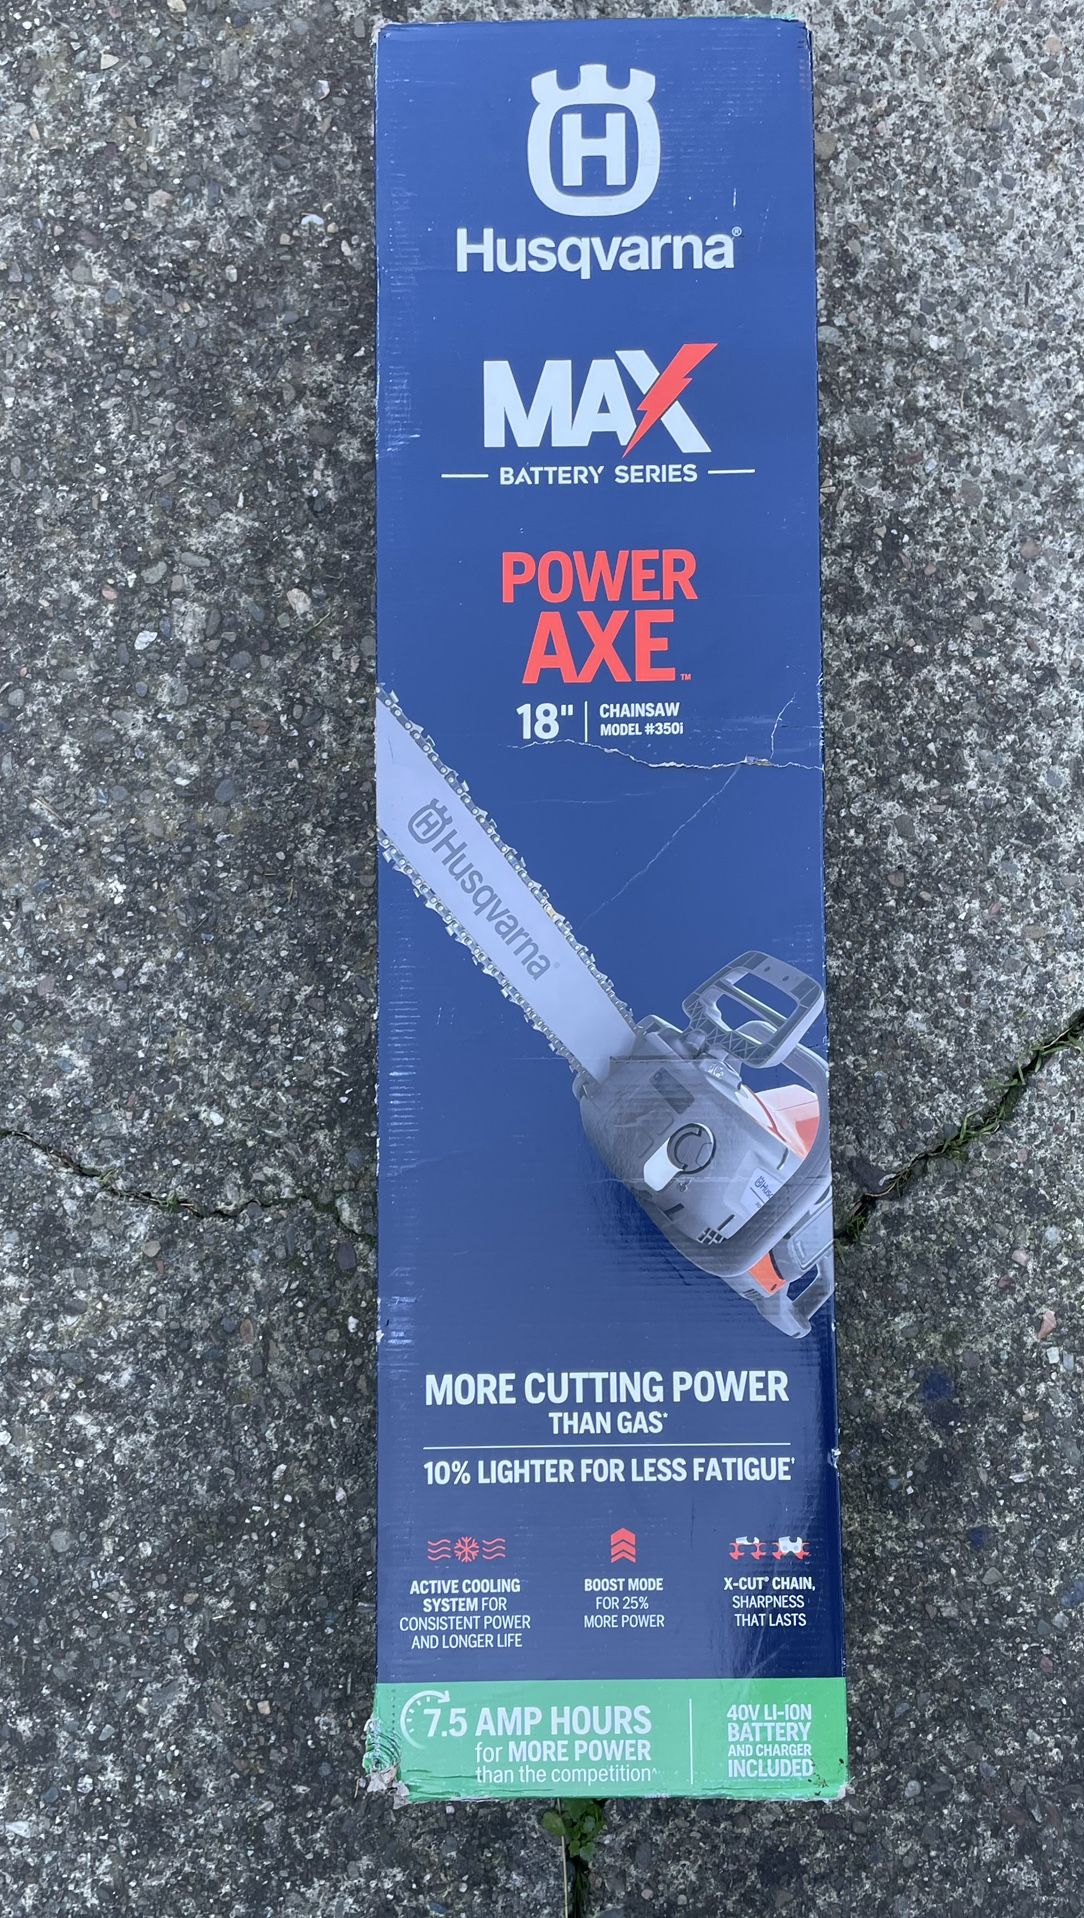 H
Husqvarna®
MAX
BATTERY SERIES
POWER
AXE™
18" | CHAINSAW
MODEL #350i
Husqvarna
MORE CUTTING POWER
THAN GAS*
10% LIGHTER FOR LESS FATIGUE†
ACTIVE COOLING
SYSTEM FOR
CONSISTENT POWER
AND LONGER LIFE
BOOST MODE
FOR 25%
MORE POWER
X-CUT® CHAIN,
SHARPNESS
THAT LASTS
7.5 AMP HOURS
for MORE POWER
than the competition^
40V LI-ION
BATTERY
AND CHARGER
INCLUDED